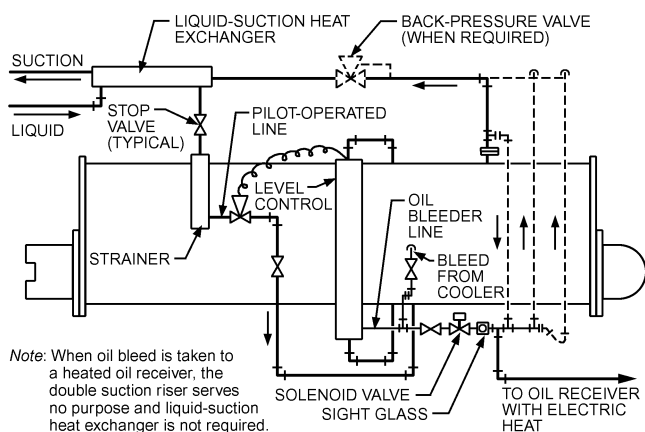 LIQUID-SUCTION HEAT
EXCHANGER
BACK-PRESSURE VALVE
(WHEN REQUIRED)
SUCTION
LIQUID
STOP
VALVE
(TYPICAL)
PILOT-OPERATED
LINE
LEVEL
CONTROL
OIL
BLEEDER
LINE
STRAINER
BLEED
FROM
COOLER
Note: When oil bleed is taken to
a heated oil receiver, the
double suction riser serves
no purpose and liquid-suction
heat exchanger is not required.
SOLENOID VALVE
SIGHT GLASS
TO OIL RECEIVER
WITH ELECTRIC
HEAT